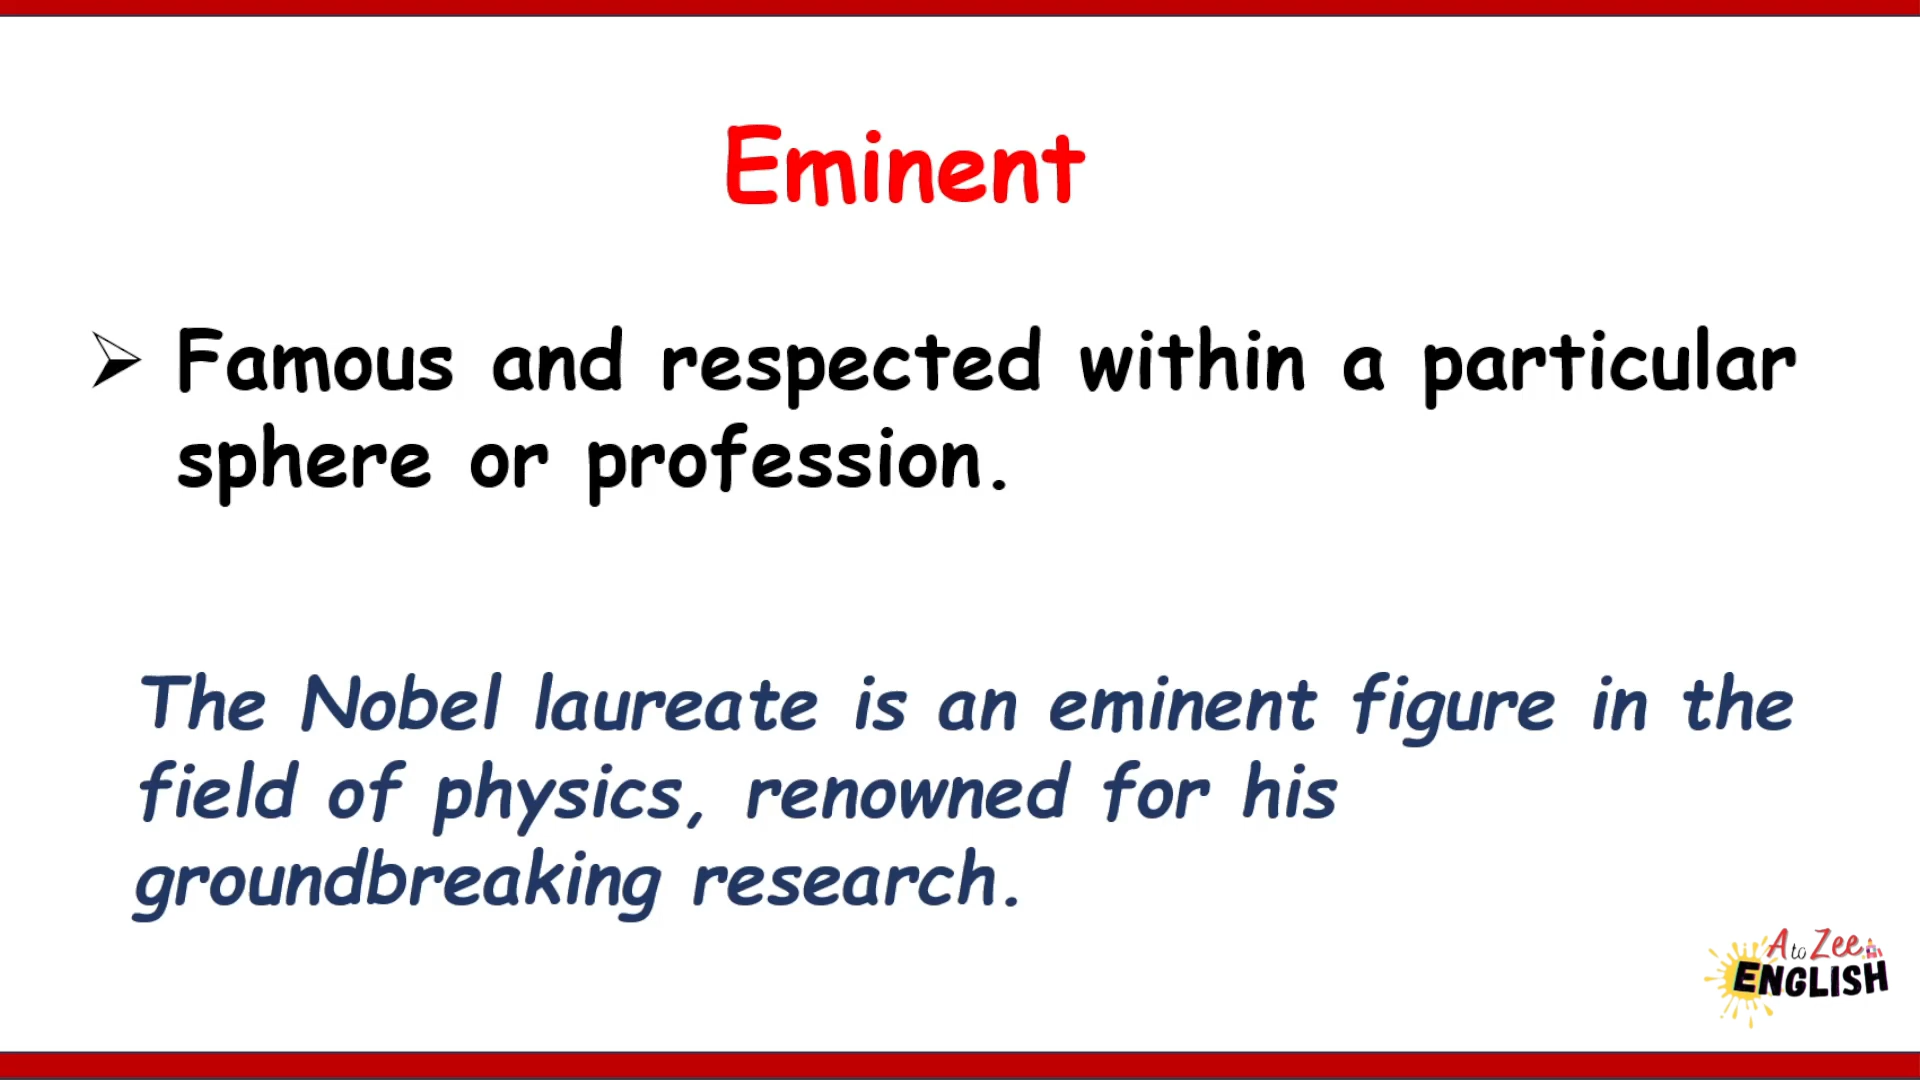 Eminent
Famous and respected within a particular
sphere or profession.
The Nobel laureate is an eminent figure in the
field of physics, renowned for his
groundbreaking research.
A to Zee
ENGLISH